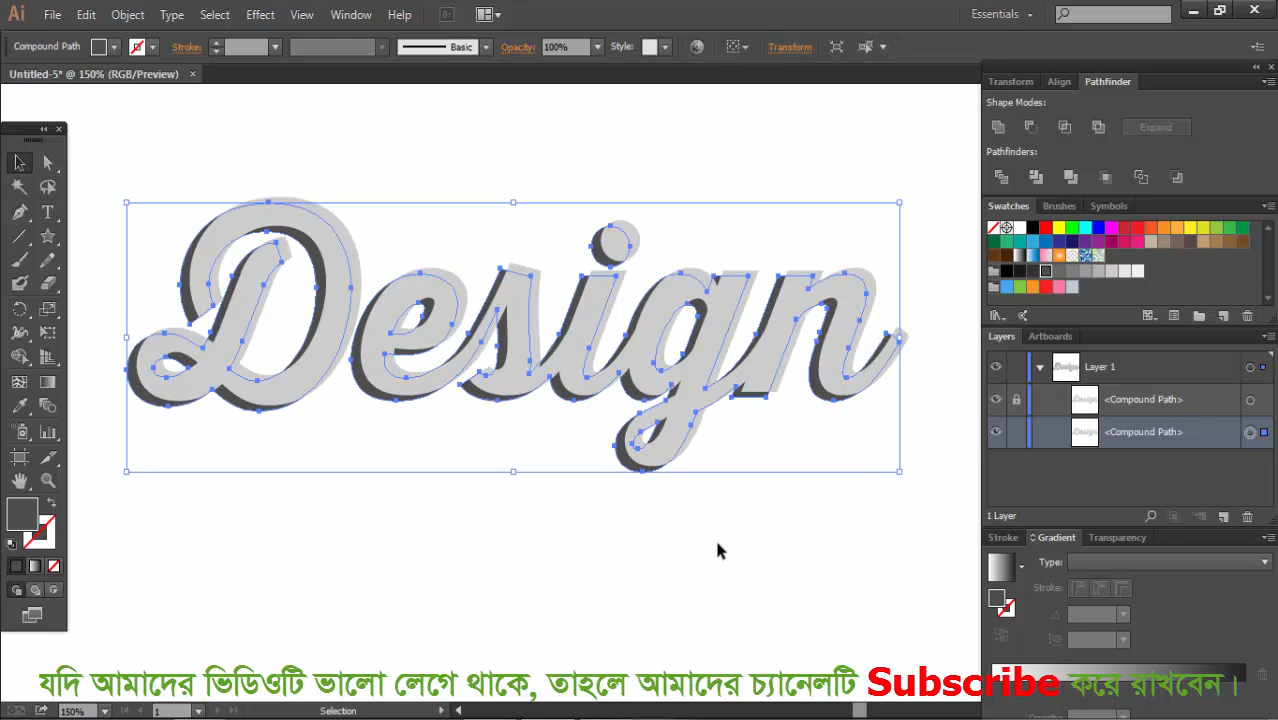 Ai File Edit Object Type Select Effect View Window Help Br Essentials
Compound Path Stroke: Basic Opacity: 100% Style: Transform
Untitled-5* @ 150% (RGB/Preview)
Transform Align Pathfinder
Shape Modes:
Expand
Pathfinders:
Swatches Brushes Symbols
Design
Layers Artboards
Layer 1
<Compound Path>
<Compound Path>
1 Layer
Stroke Gradient Transparency
Type:
Stroke:
যদি আমাদের ভিডিওটি ভালো লেগে থাকে, তাহলে আমাদের চ্যানেলটি Subscribe করে রাখবেন।
150% 1 Selection